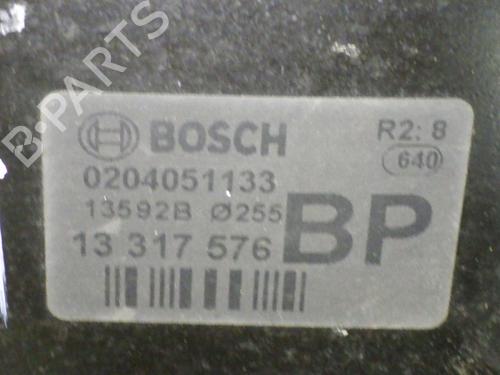 B-PARTS
BOSCH
R2: 8
640
0204051133
13592B Ø255
13 317 576
BP